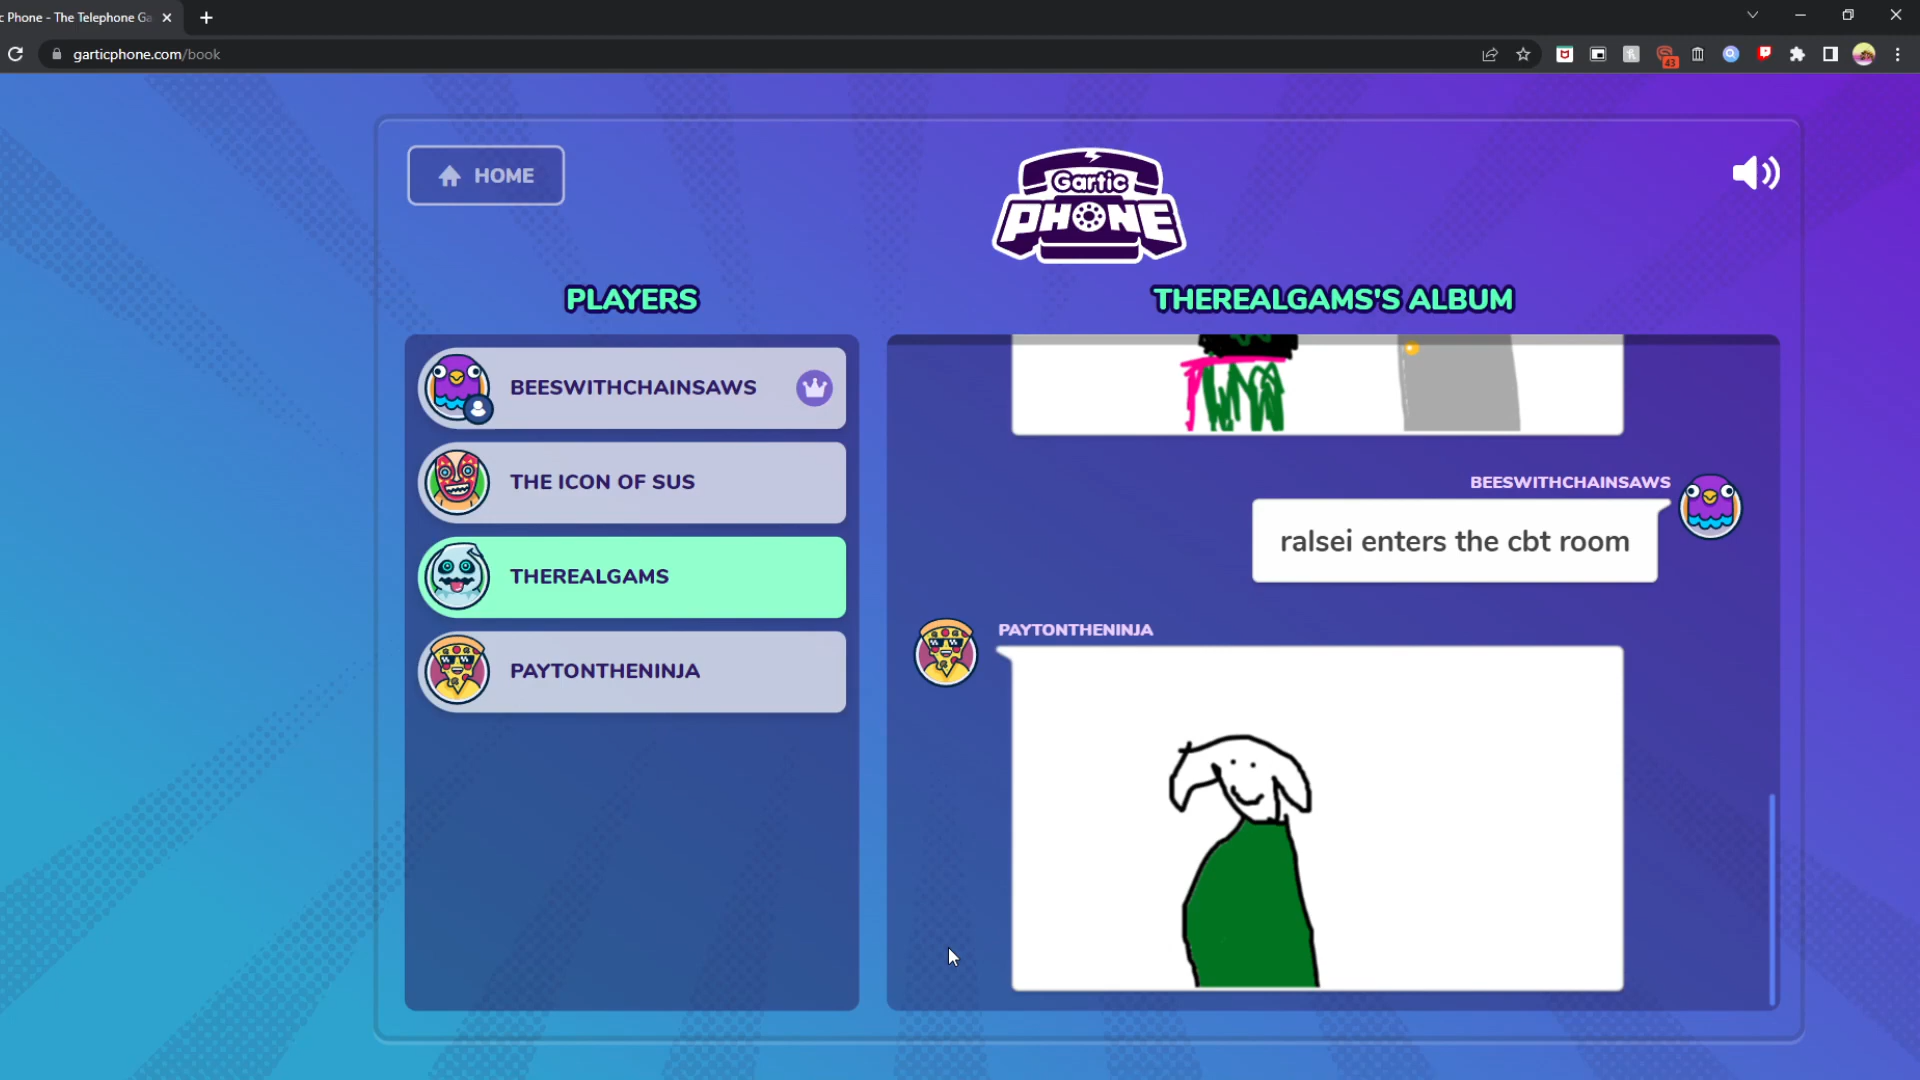 c Phone - The Telephone Ga
garticphone.com/book
43
HOME
Gartic
PHONE
PLAYERS
THEREALGAMS'S ALBUM
BEESWITHCHAINSAWS
THE ICON OF SUS
THEREALGAMS
PAYTONTHENINJA
BEESWITHCHAINSAWS
ralsei enters the cbt room
PAYTONTHENINJA